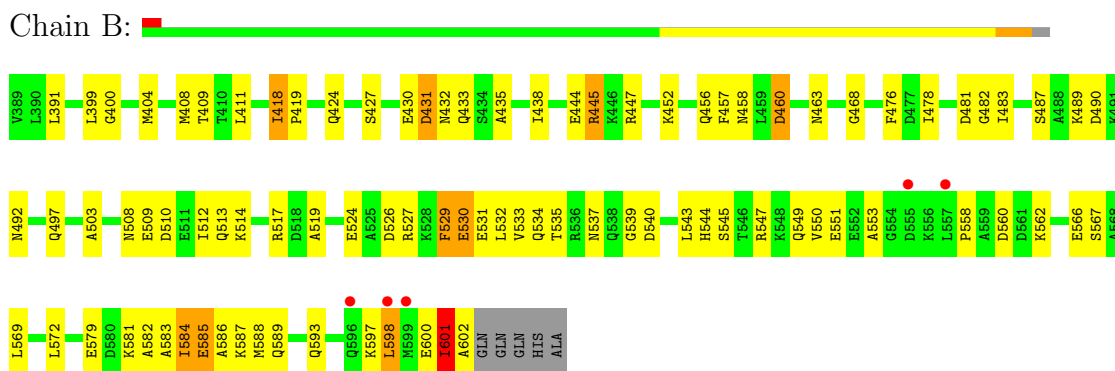 Chain B:
V389 L390 L391 L399 G400 M404 M408 T409 T410 L411 I418 P419 Q424 S427 E430 D431 N432 Q433 S434 A435 I438 E444 R445 K446 R447 K452 Q456 F457 N458 L459 D460 N463 G468 F476 D477 I478 D481 G482 I483 S487 A488 K489 D490 K491
N492 Q497 A503 N508 E509 D510 E511 I512 Q513 K514 R517 D518 A519 E524 A525 D526 R527 K528 F529 E530 E531 L532 V533 Q534 T535 R536 N537 Q538 G539 D540 L543 H544 S545 T546 R547 K548 Q549 V550 E551 E552 A553 G554 D555 K556 L557 P558 A559 D560 D561 K562 E566 S567 A568
L569 L572 E579 D580 K581 A582 A583 I584 E585 A586 K587 M588 Q589 Q593 Q596 K597 L598 M599 E600 I601 A602 GLN GLN GLN HIS ALA